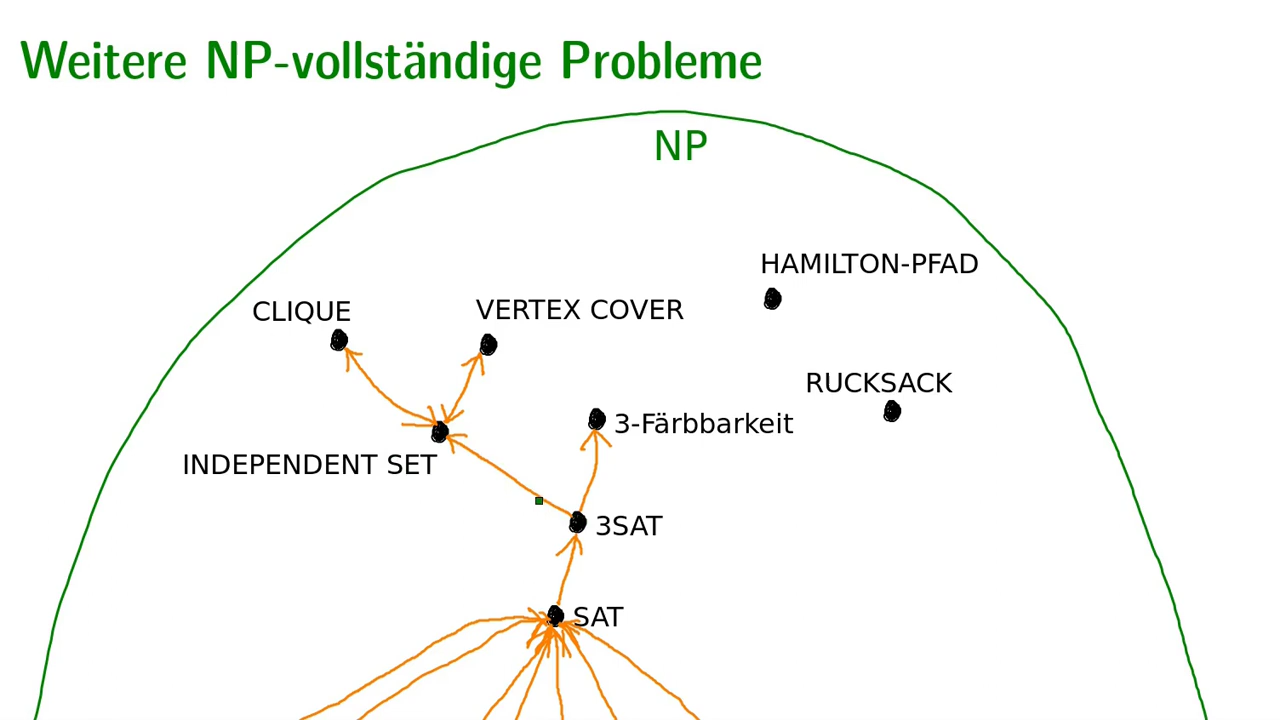 Weitere NP-vollständige Probleme
NP
HAMILTON-PFAD
CLIQUE
VERTEX COVER
RUCKSACK
3-Färbbarkeit
INDEPENDENT SET
3SAT
SAT